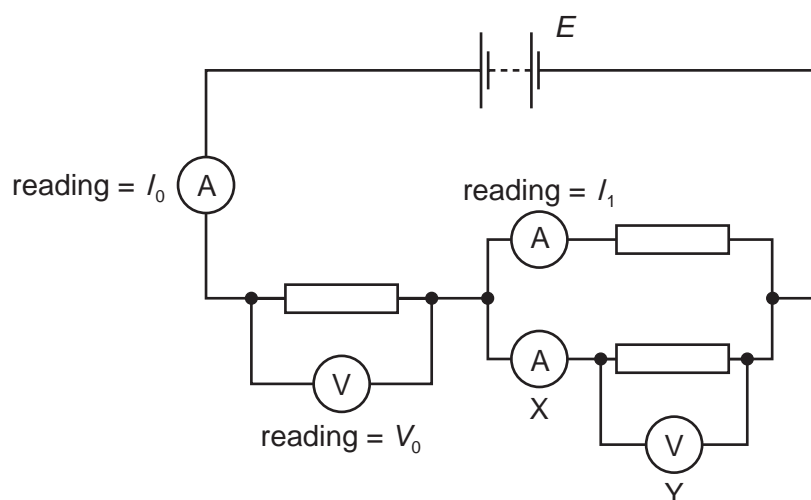 E
reading = I₀
A
reading = I₁
A
A
X
V
reading = V₀
V
Y